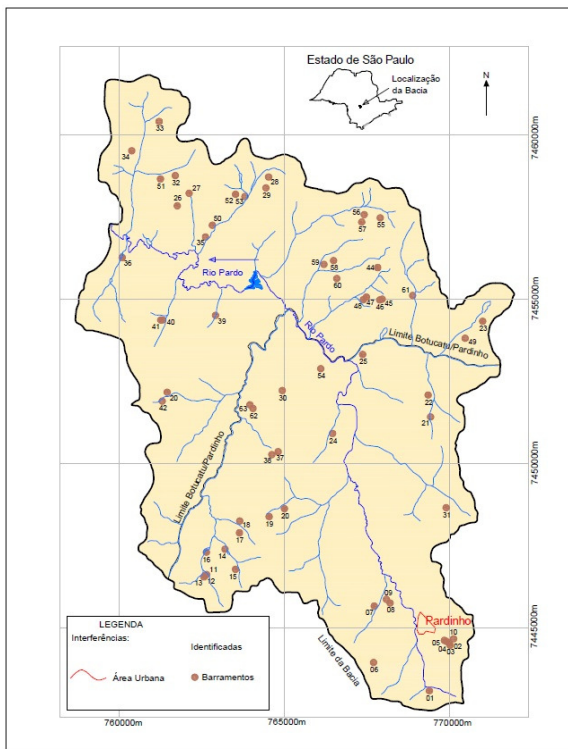 Estado de São Paulo
Localização
da Bacia
N
7460000m
33
34
51
32
26
27
52
53
28
29
50
35
56
57
55
36
59
58
44
60
Rio Pardo
48
47
46
45
61
7455000m
41
40
39
Rio Pardo
23
49
Limite Botucatu/Pardinho
25
54
20
42
30
63
62
22
21
24
38
37
7450000m
Limite Botucatu/Pardinho
18
19
20
17
31
16
14
11
13
12
15
09
07
08
7445000m
Pardinho
10
05
04
03
02
LEGENDA
Interferências:
Identificadas
Área Urbana
Barramentos
Limite da Bacia
06
01
760000m
765000m
770000m